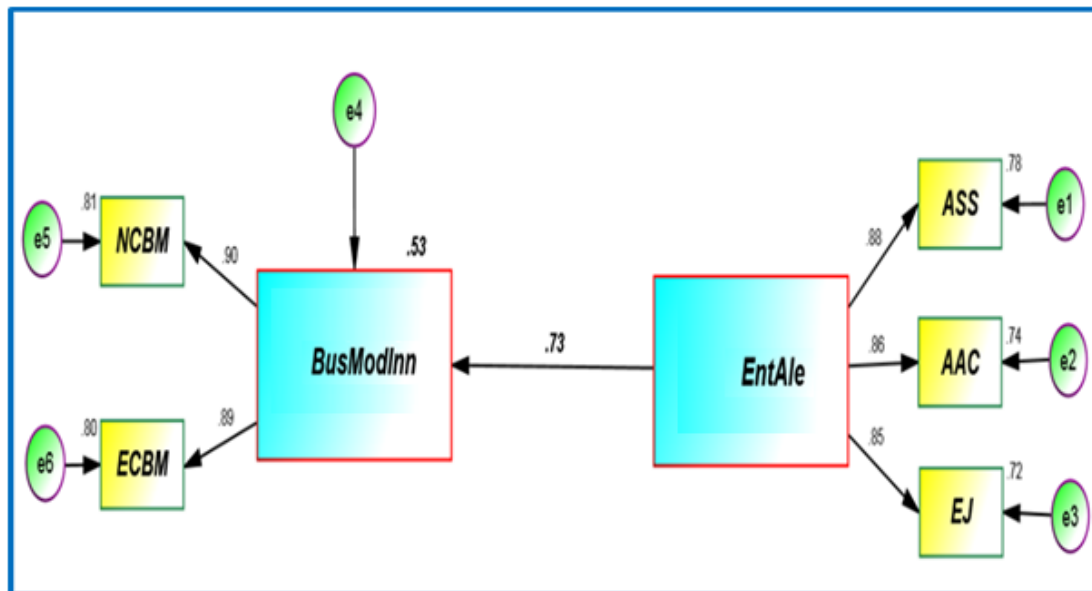 e4
.81
NCBM
e5
.90
.53
BusModInn
.73
EntAle
.89
.80
ECBM
e6
.78
ASS
e1
.88
.74
AAC
e2
.86
.85
.72
EJ
e3